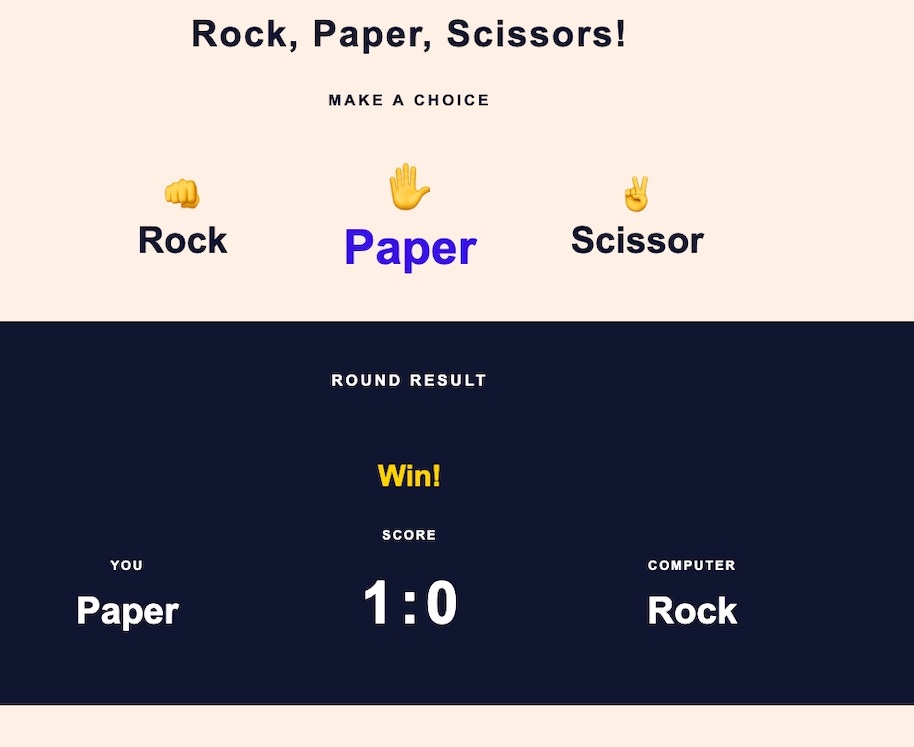 Rock, Paper, Scissors!
MAKE A CHOICE
Rock Paper Scissor
ROUND RESULT
Win!
SCORE
YOU COMPUTER
Paper 1:0 Rock